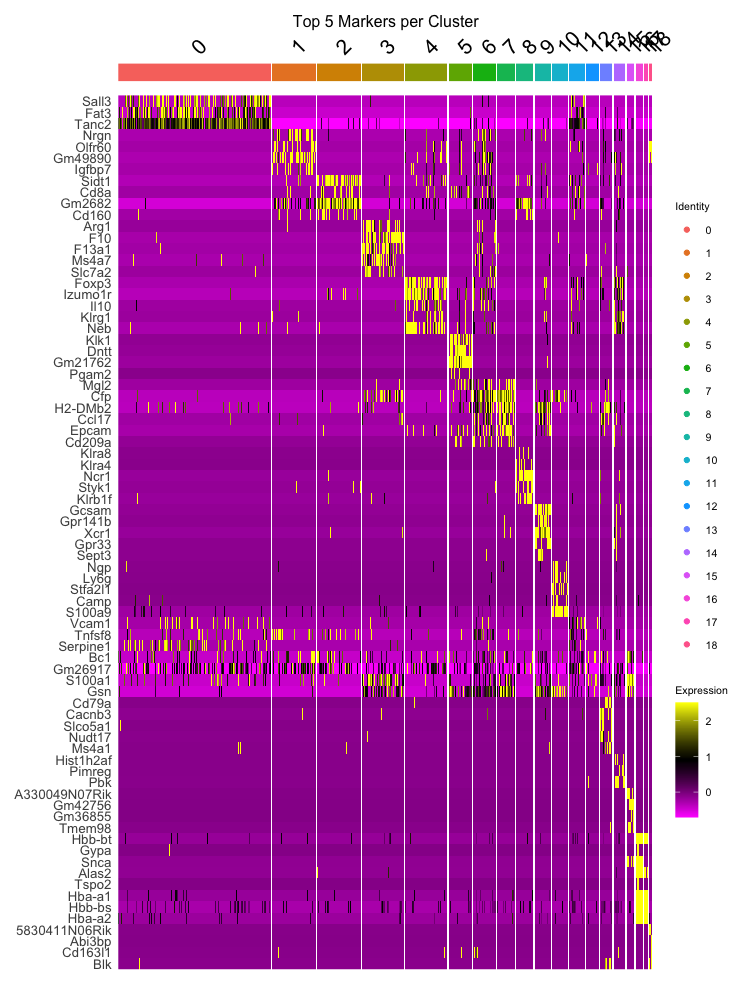 Top 5 Markers per Cluster
0 1 2 3 4 5 6 7 8 9 10 11 12 13 14 15 16 17 18
Sall3
Fat3
Tanc2
Nrgn
Olfr60
Gm49890
Igfbp7
Sidt1
Cd8a
Gm2682
Cd160
Arg1
F10
F13a1
Ms4a7
Slc7a2
Foxp3
Izumo1r
Il10
Klrg1
Neb
Klk1
Dntt
Gm21762
Pgam2
Mgl2
Cfp
H2-DMb2
Ccl17
Epcam
Cd209a
Klra8
Klra4
Ncr1
Styk1
Klrb1f
Gcsam
Gpr141b
Xcr1
Gpr33
Sept3
Ngp
Ly6g
Stfa2l1
Camp
S100a9
Vcam1
Tnfsf8
Serpine1
Bc1
Gm26917
S100a1
Gsn
Cd79a
Cacnb3
Slco5a1
Nudt17
Ms4a1
Hist1h2af
Pimreg
Pbk
A330049N07Rik
Gm42756
Gm36855
Tmem98
Hbb-bt
Gypa
Snca
Alas2
Tspo2
Hba-a1
Hbb-bs
Hba-a2
5830411N06Rik
Abi3bp
Cd163l1
Blk
Identity
0
1
2
3
4
5
6
7
8
9
10
11
12
13
14
15
16
17
18
Expression
2
1
0